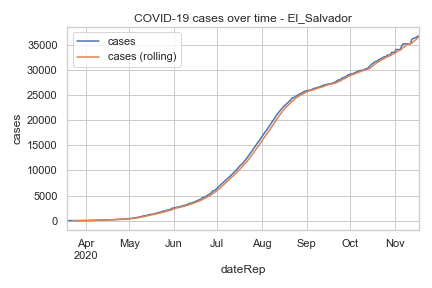 COVID-19 cases over time - El_Salvador
cases
cases (rolling)
35000
30000
25000
20000
15000
10000
5000
0
cases
Apr May Jun Jul Aug Sep Oct Nov
2020
dateRep